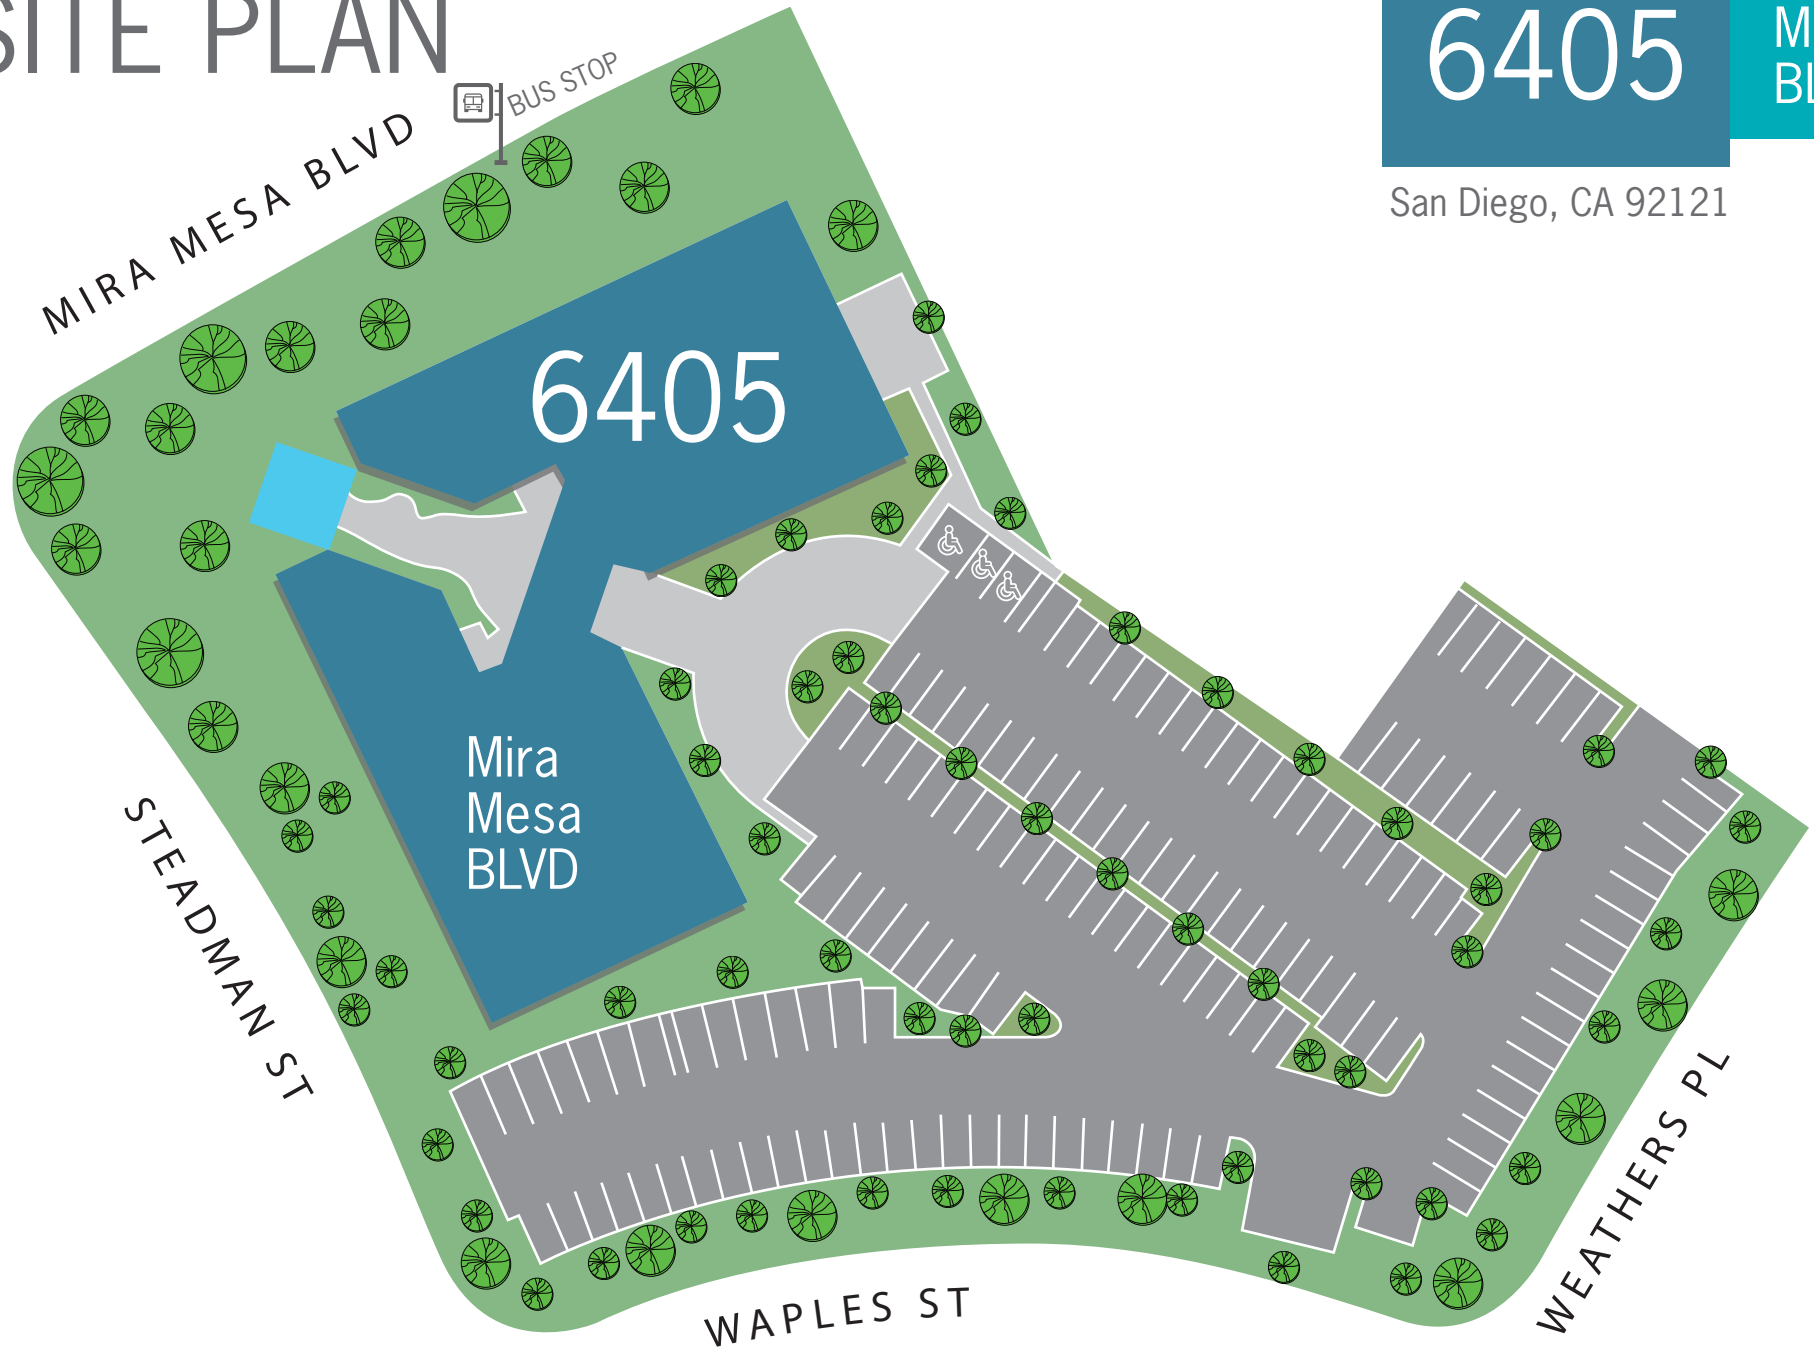 SITE PLAN
6405
M
BL
San Diego, CA 92121
BUS STOP
MIRA MESA BLVD
6405
Mira
Mesa
BLVD
STEADMAN ST
WAPLES ST
WEATHERS PL